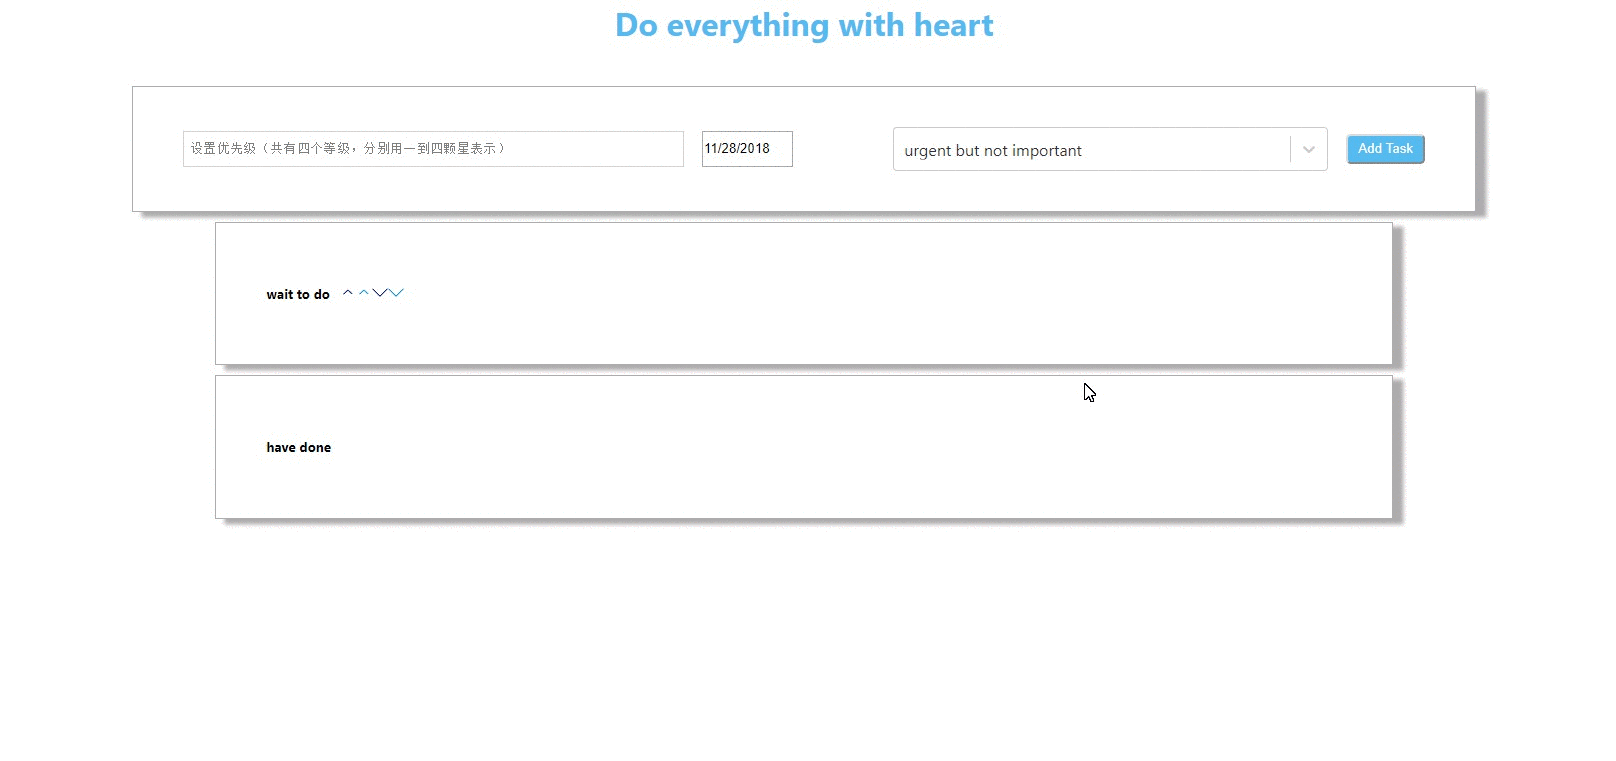 Do everything with heart
设置优先级（共有四个等级，分别用一到四颗星表示）
11/28/2018
urgent but not important
Add Task
wait to do
have done